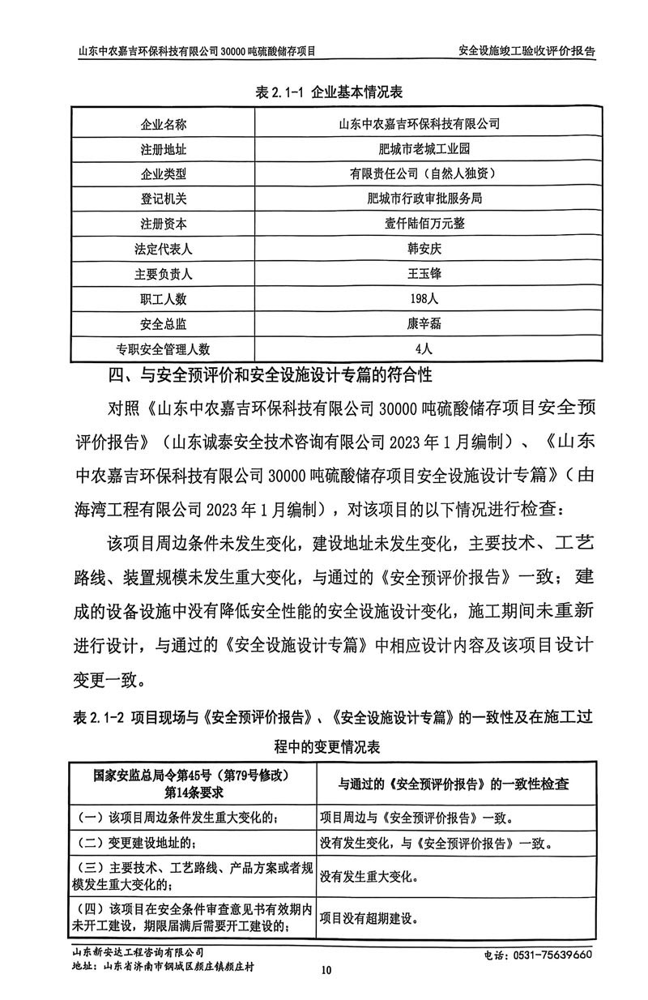 山东中农嘉吉环保科技有限公司30000吨硫酸储存项目 安全设施竣工验收评价报告
表2.1-1 企业基本情况表
企业名称 山东中农嘉吉环保科技有限公司
注册地址 肥城市老城工业园
企业类型 有限责任公司（自然人独资）
登记机关 肥城市行政审批服务局
注册资本 壹仟陆佰万元整
法定代表人 韩安庆
主要负责人 王玉锋
职工人数 198人
安全总监 康辛磊
专职安全管理人数 4人
四、与安全预评价和安全设施设计专篇的符合性
对照《山东中农嘉吉环保科技有限公司30000吨硫酸储存项目安全预
评价报告》（山东诚泰安全技术咨询有限公司2023年1月编制）、《山东
中农嘉吉环保科技有限公司30000吨硫酸储存项目安全设施设计专篇》（由
海湾工程有限公司2023年1月编制），对该项目的以下情况进行检查：
该项目周边条件未发生变化，建设地址未发生变化，主要技术、工艺
路线、装置规模未发生重大变化，与通过的《安全预评价报告》一致；建
成的设备设施中没有降低安全性能的安全设施设计变化，施工期间未重新
进行设计，与通过的《安全设施设计专篇》中相应设计内容及该项目设计
变更一致。
表2.1-2 项目现场与《安全预评价报告》、《安全设施设计专篇》的一致性及在施工过
程中的变更情况表
国家安监总局令第45号（第79号修改）
第14条要求
与通过的《安全预评价报告》的一致性检查
（一）该项目周边条件发生重大变化的； 项目周边与《安全预评价报告》一致。
（二）变更建设地址的； 没有发生变化，与《安全预评价报告》一致。
（三）主要技术、工艺路线、产品方案或者规
模发生重大变化的；
没有发生重大变化。
（四）该项目在安全条件审查意见书有效期内
未开工建设，期限届满后需要开工建设的；
项目没有超期建设。
山东新安达工程咨询有限公司 电话：0531-75639660
地址：山东省济南市钢城区颜庄镇颜庄村
10